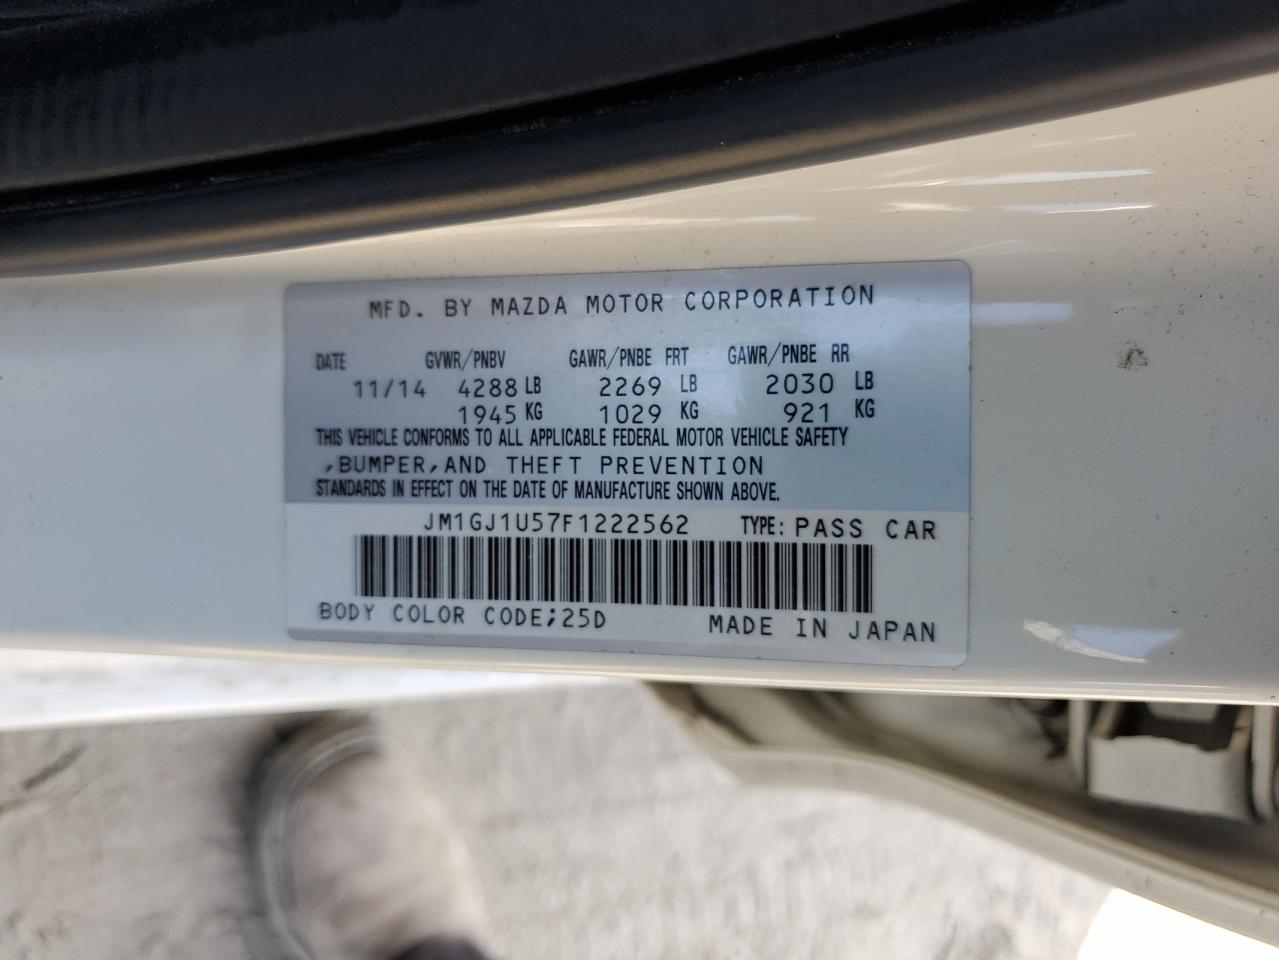 MFD. BY MAZDA MOTOR CORPORATION
DATE GVWR/PNBV GAWR/PNBE FRT GAWR/PNBE RR
11/14 4288 LB 2269 LB 2030 LB
1945 KG 1029 KG 921 KG
THIS VEHICLE CONFORMS TO ALL APPLICABLE FEDERAL MOTOR VEHICLE SAFETY
,BUMPER,AND THEFT PREVENTION
STANDARDS IN EFFECT ON THE DATE OF MANUFACTURE SHOWN ABOVE.
JM1GJ1U57F1222562 TYPE: PASS CAR
BODY COLOR CODE;25D MADE IN JAPAN